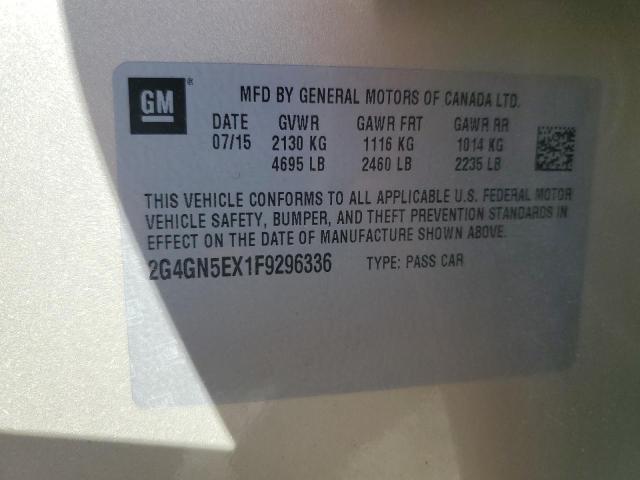 GM ®
MFD BY GENERAL MOTORS OF CANADA LTD.
DATE GVWR GAWR FRT GAWR RR
07/15 2130 KG 1116 KG 1014 KG
4695 LB 2460 LB 2235 LB
THIS VEHICLE CONFORMS TO ALL APPLICABLE U.S. FEDERAL MOTOR
VEHICLE SAFETY, BUMPER, AND THEFT PREVENTION STANDARDS IN
EFFECT ON THE DATE OF MANUFACTURE SHOWN ABOVE.
2G4GN5EX1F9296336 TYPE: PASS CAR